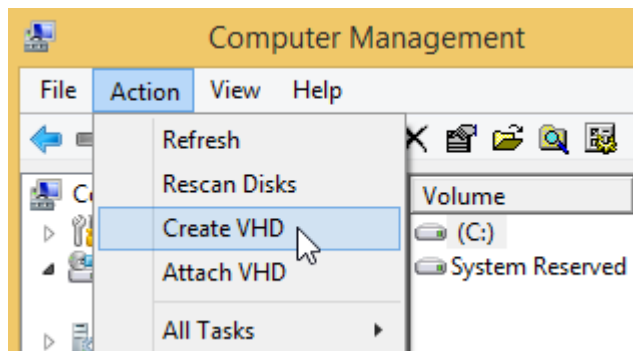 Computer Management
File Action View Help
Refresh
Rescan Disks
Volume
Create VHD
(C:)
Attach VHD
System Reserved
All Tasks